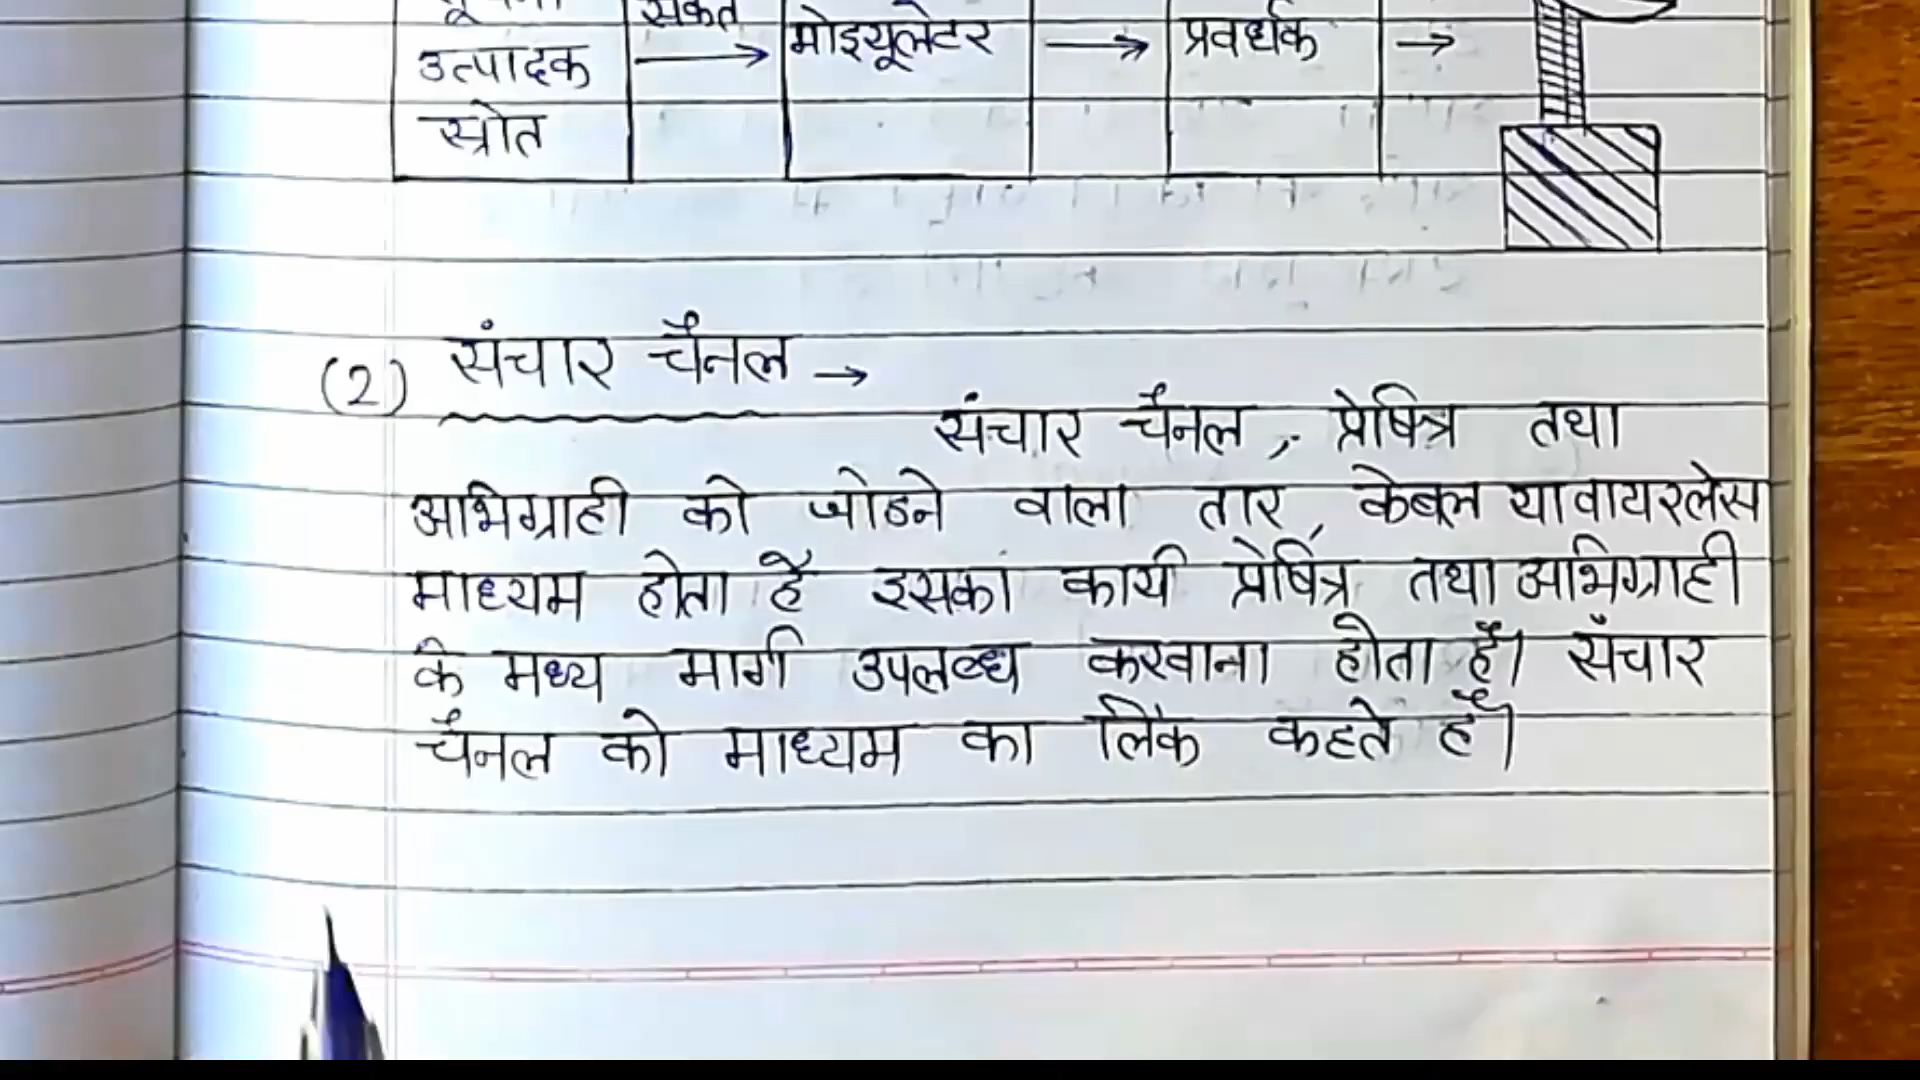 संकेत
उत्पादक → मोड्यूलेटर → प्रवर्धक →
स्रोत
(2) संचार चैनल →
संचार चैनल, प्रेषित्र तथा
अभिग्राही को जोडने वाला तार, केबल या वायरलेस
माध्यम होता है इसका कार्य प्रेषित्र तथा अभिग्राही
के मध्य मार्ग उपलब्ध करवाना होता है। संचार
चैनल को माध्यम का लिंक कहते हैं।